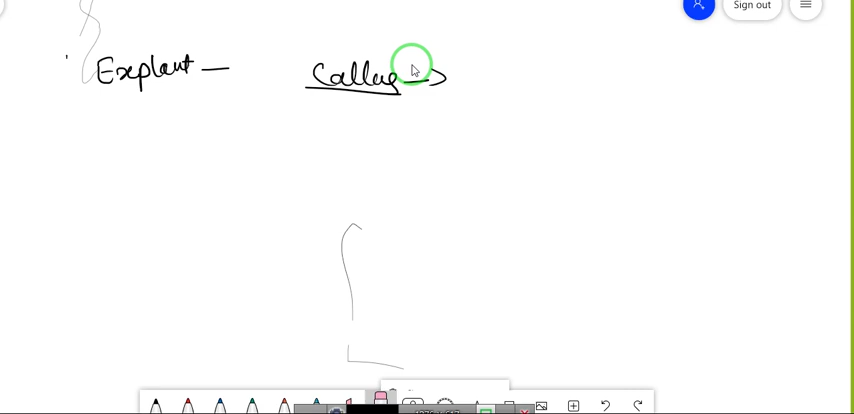 Sign out
Explant — Callus →